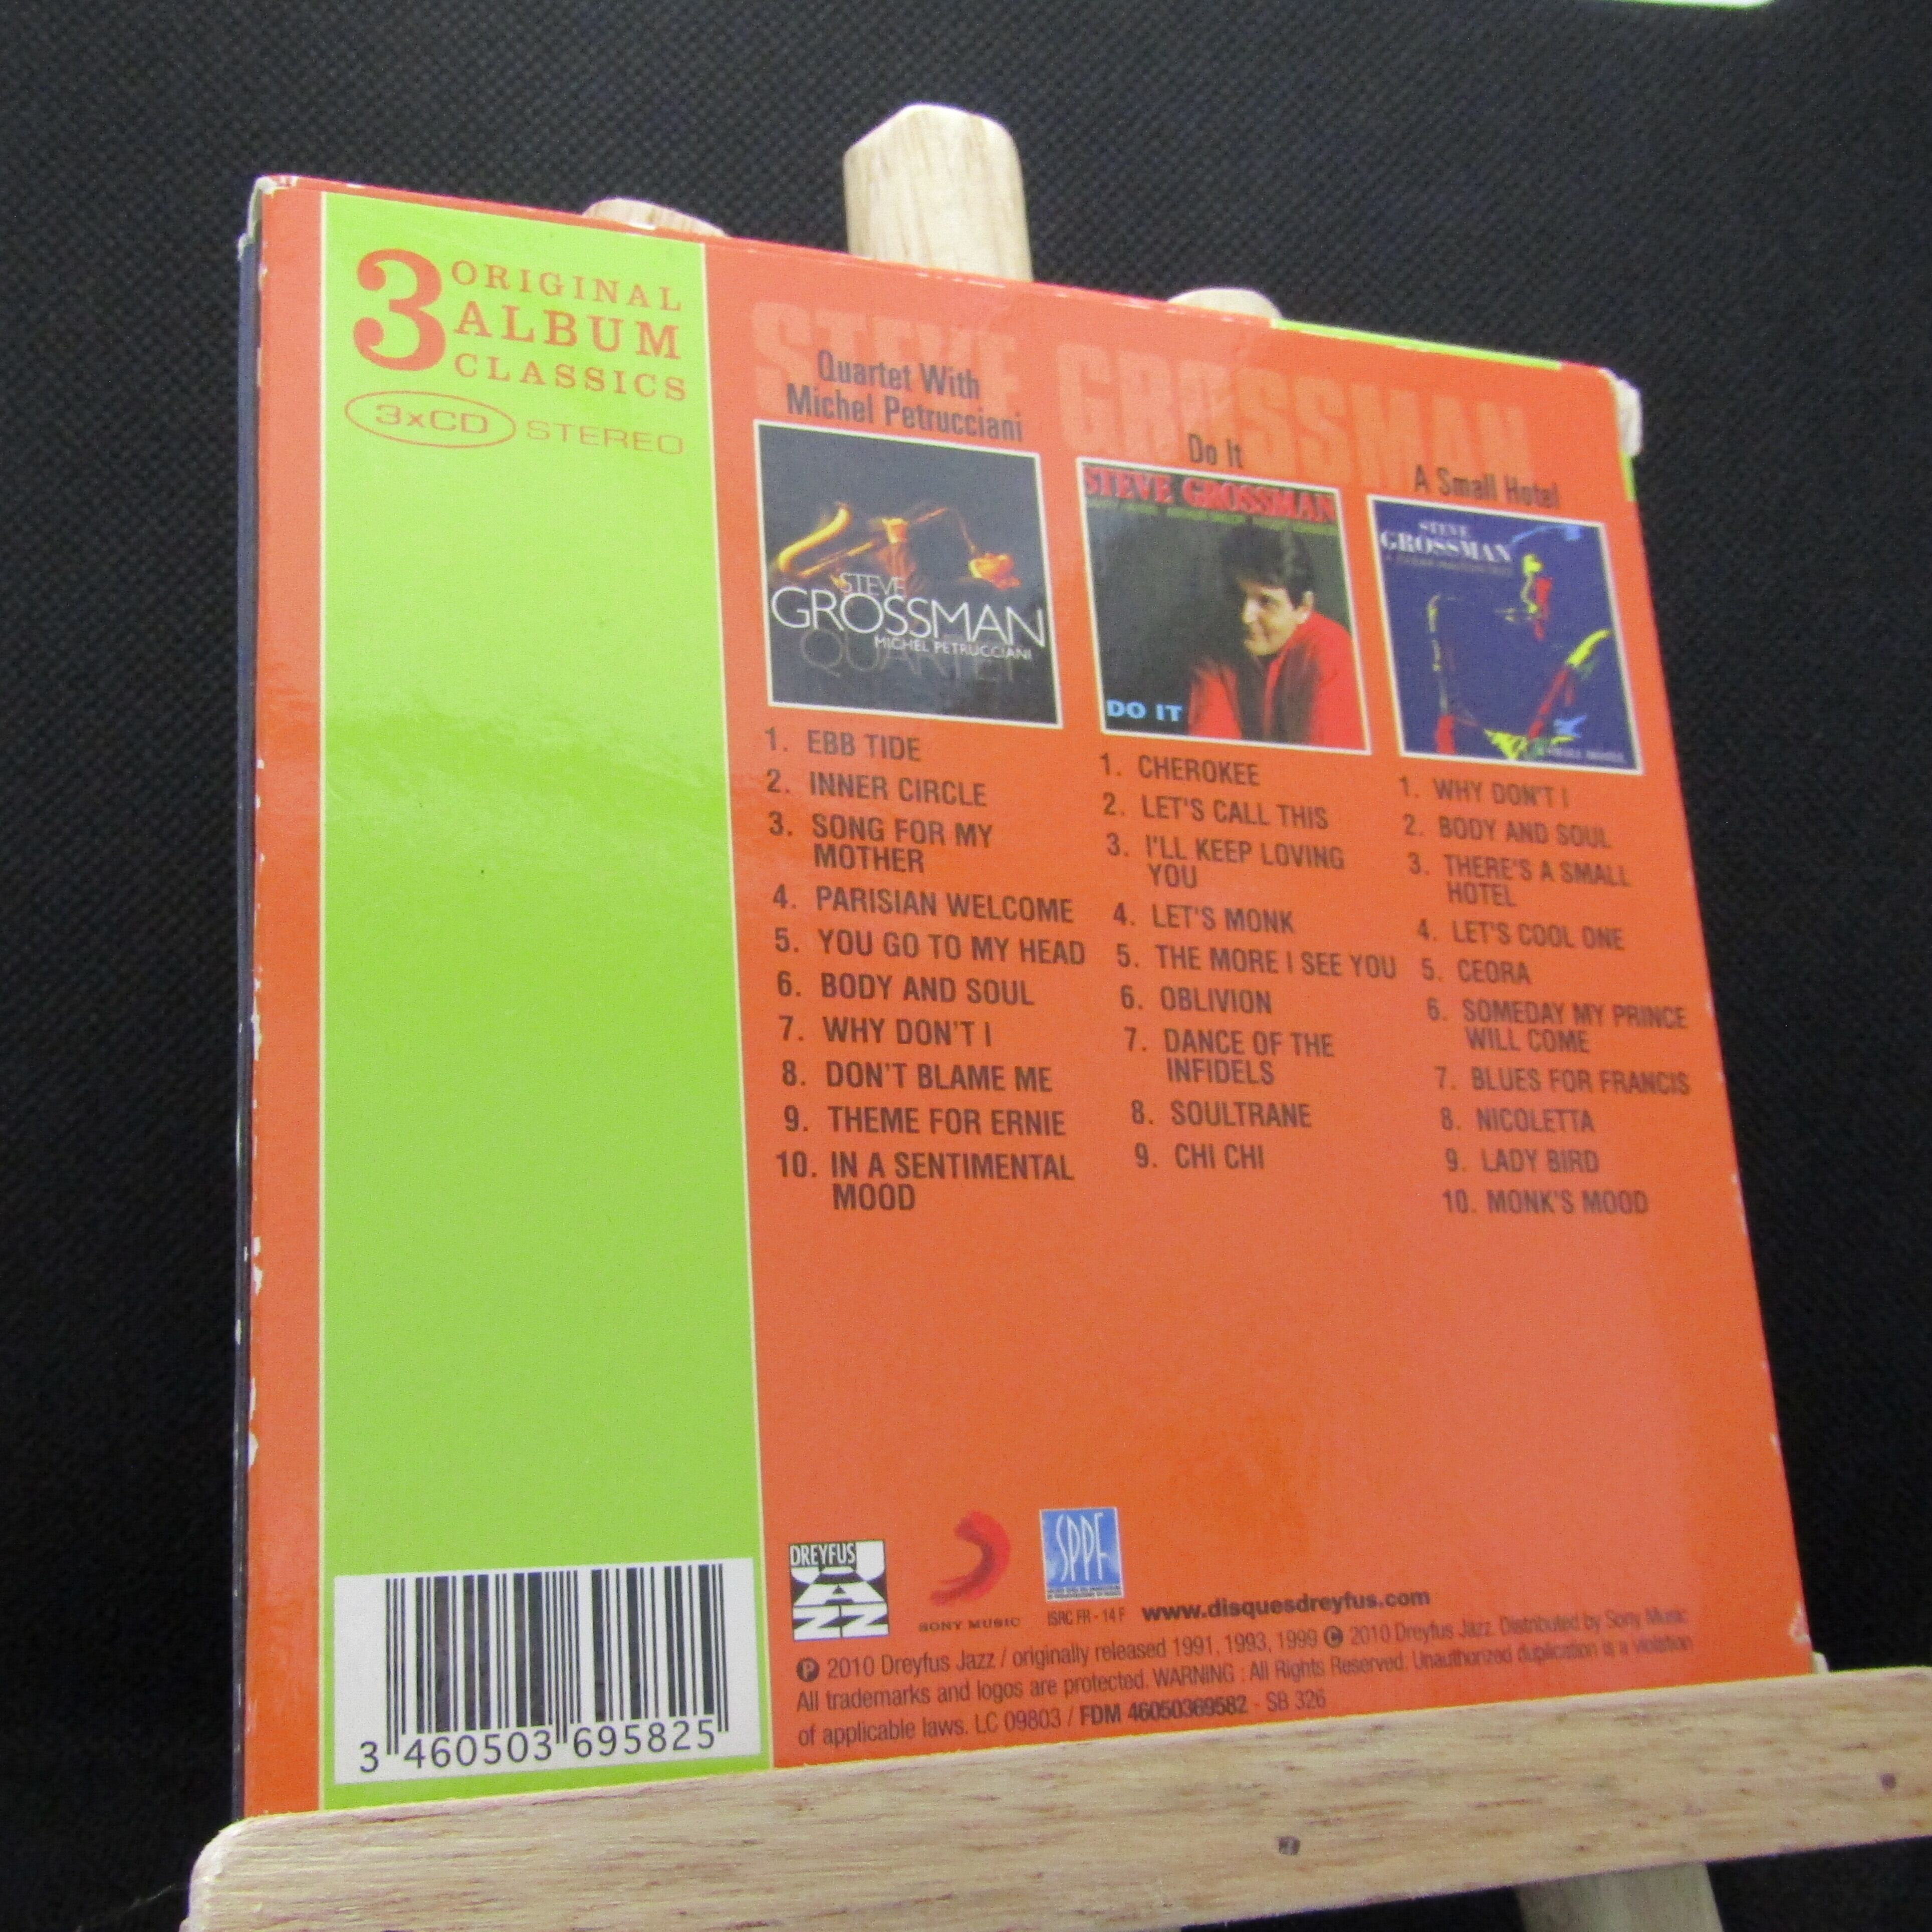 3 ORIGINAL
ALBUM
CLASSICS
3xCD STEREO
STEVE GROSSMAN
Quartet With
Michel Petrucciani
STEVE
GROSSMAN
MICHEL PETRUCCIANI
QUARTET
1. EBB TIDE
2. INNER CIRCLE
3. SONG FOR MY
MOTHER
4. PARISIAN WELCOME
5. YOU GO TO MY HEAD
6. BODY AND SOUL
7. WHY DON'T I
8. DON'T BLAME ME
9. THEME FOR ERNIE
10. IN A SENTIMENTAL
MOOD
Do It
STEVE GROSSMAN
DO IT
1. CHEROKEE
2. LET'S CALL THIS
3. I'LL KEEP LOVING
YOU
4. LET'S MONK
5. THE MORE I SEE YOU
6. OBLIVION
7. DANCE OF THE
INFIDELS
8. SOULTRANE
9. CHI CHI
A Small Hotel
STEVE
GROSSMAN
1. WHY DON'T I
2. BODY AND SOUL
3. THERE'S A SMALL
HOTEL
4. LET'S COOL ONE
5. CEORA
6. SOMEDAY MY PRINCE
WILL COME
7. BLUES FOR FRANCIS
8. NICOLETTA
9. LADY BIRD
10. MONK'S MOOD
DREYFUS
JAZZ
SONY MUSIC
SPPF
ISRC FR - 14 F
www.disquesdreyfus.com
℗ 2010 Dreyfus Jazz / originally released 1991, 1993, 1999 © 2010 Dreyfus Jazz. Distributed by Sony Music
All trademarks and logos are protected. WARNING : All Rights Reserved. Unauthorized duplication is a violation
of applicable laws. LC 09803 / FDM 46050369582 - SB 326
3 460503 695825